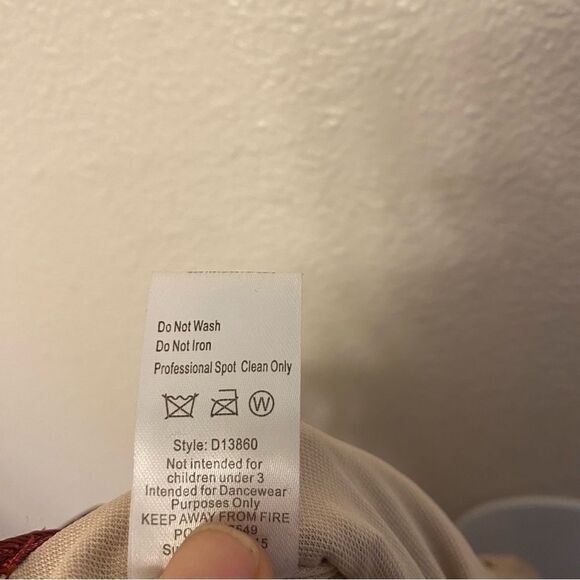 Do Not Wash
Do Not Iron
Professional Spot Clean Only
W
Style: D13860
Not intended for
children under 3
Intended for Dancewear
Purposes Only
KEEP AWAY FROM FIRE